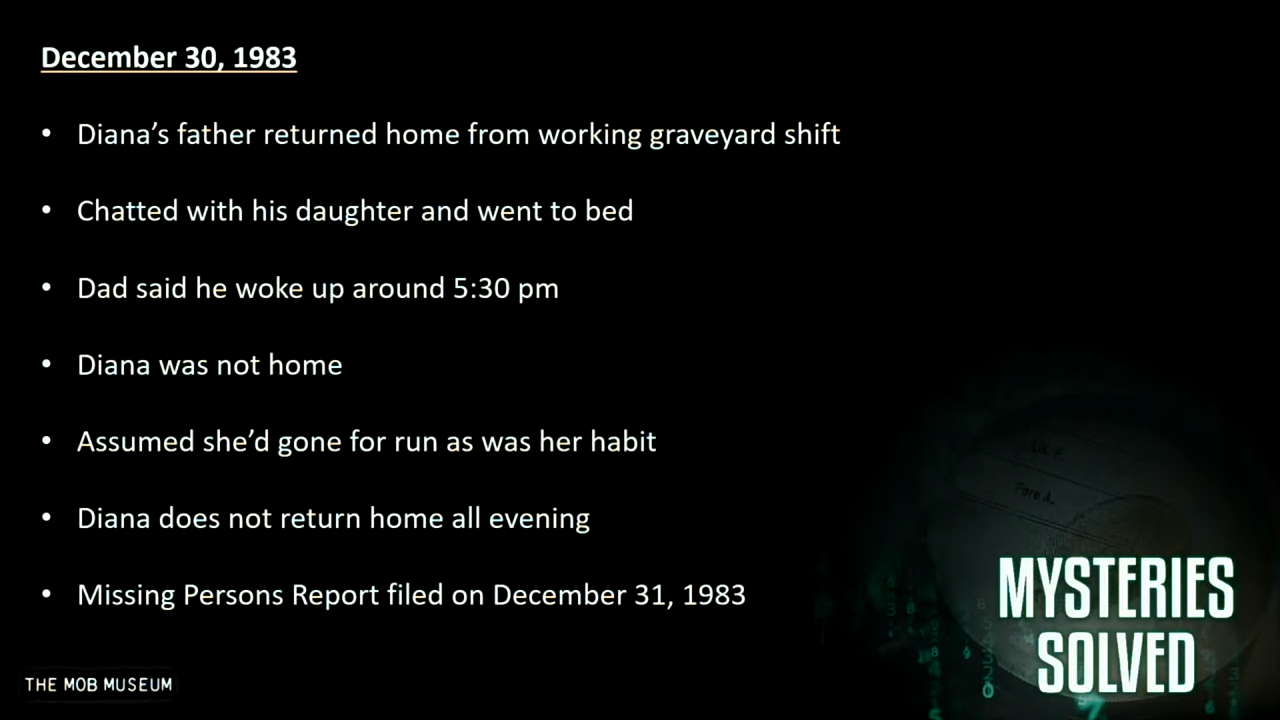 December 30, 1983
• Diana’s father returned home from working graveyard shift
• Chatted with his daughter and went to bed
• Dad said he woke up around 5:30 pm
• Diana was not home
• Assumed she’d gone for run as was her habit
• Diana does not return home all evening
• Missing Persons Report filed on December 31, 1983
MYSTERIES
SOLVED
THE MOB MUSEUM